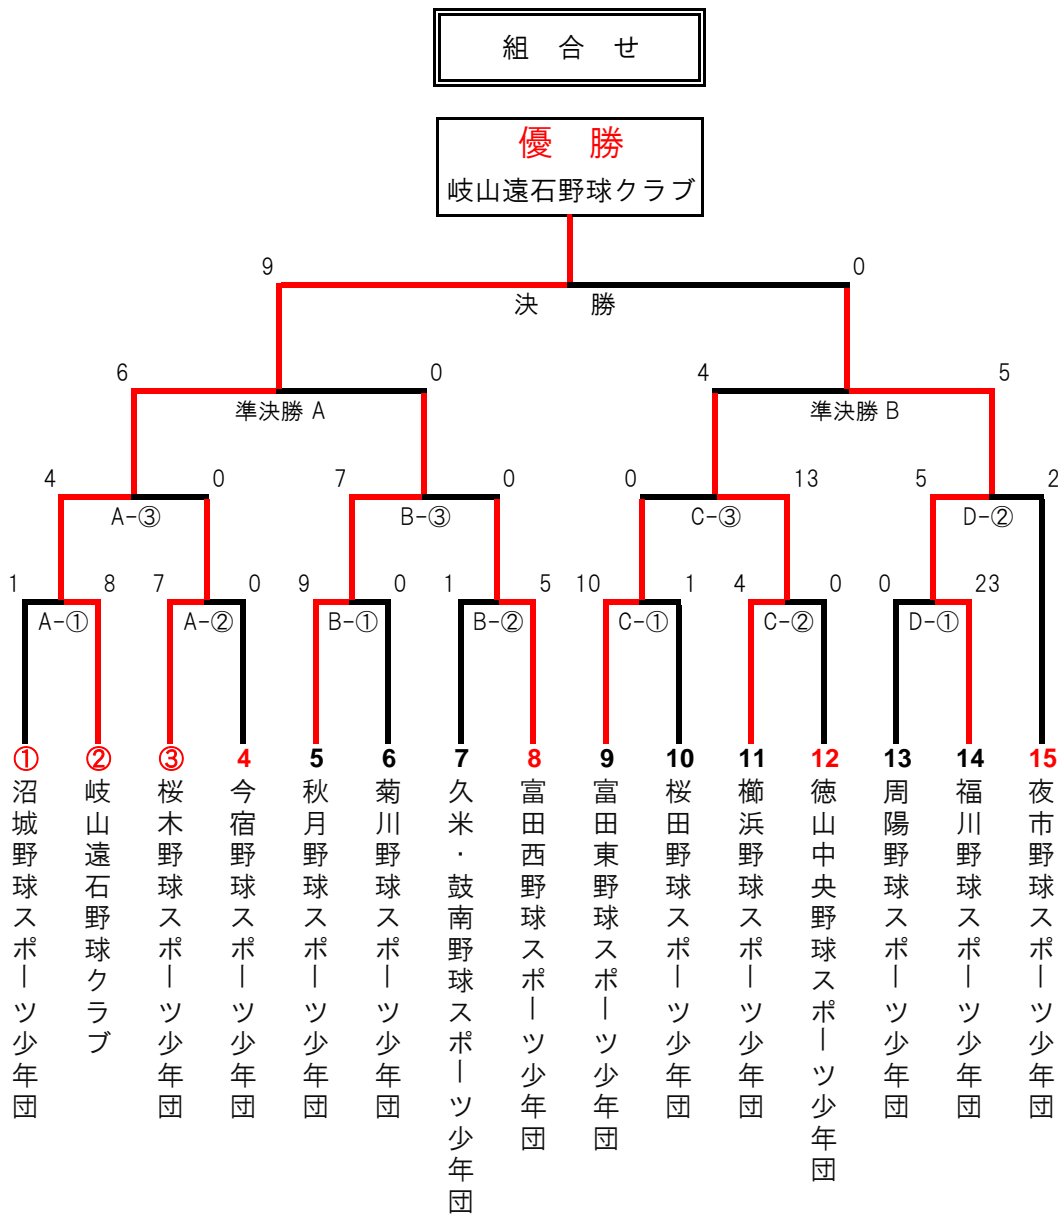 組 合 せ
優 勝
岐山遠石野球クラブ
9 0
決 勝
6 0 4 5
準決勝 A 準決勝 B
4 0 7 0 0 13 5 2
A-③ B-③ C-③ D-②
1 8 7 0 9 0 1 5 10 1 4 0 0 23
A-① A-② B-① B-② C-① C-② D-①
① ② ③ 4 5 6 7 8 9 10 11 12 13 14 15
沼城野球スポーツ少年団
岐山遠石野球クラブ
桜木野球スポーツ少年団
今宿野球スポーツ少年団
秋月野球スポーツ少年団
菊川野球スポーツ少年団
久米・鼓南野球スポーツ少年団
富田西野球スポーツ少年団
富田東野球スポーツ少年団
桜田野球スポーツ少年団
櫛浜野球スポーツ少年団
徳山中央野球スポーツ少年団
周陽野球スポーツ少年団
福川野球スポーツ少年団
夜市野球スポーツ少年団